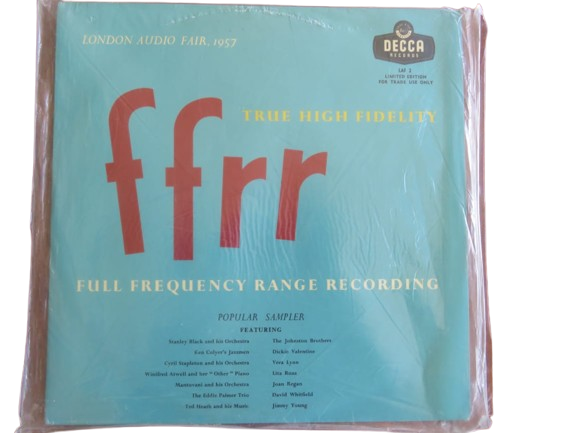 LONDON AUDIO FAIR, 1957
DECCA
RECORDS
LAF 3
LIMITED EDITION
FOR TRADE USE ONLY
TRUE HIGH FIDELITY
ffrr
FULL FREQUENCY RANGE RECORDING
POPULAR SAMPLER
FEATURING
Stanley Black and his Orchestra The Johnston Brothers
Ken Colyer's Jazzmen Dickie Valentine
Cyril Stapleton and his Orchestra Vera Lynn
Winifred Atwell and her "Other" Piano Lita Roza
Mantovani and his Orchestra Joan Regan
The Eddie Palmer Trio David Whitfield
Ted Heath and his Music Jimmy Young